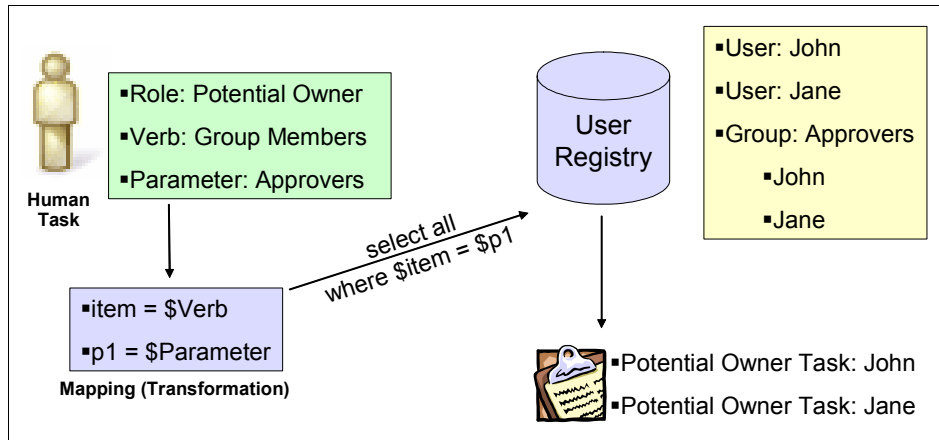 ▪Role: Potential Owner
▪Verb: Group Members
▪Parameter: Approvers
Human
Task
▪item = $Verb
▪p1 = $Parameter
Mapping (Transformation)
select all
where $item = $p1
User
Registry
▪User: John
▪User: Jane
▪Group: Approvers
▪John
▪Jane
▪Potential Owner Task: John
▪Potential Owner Task: Jane